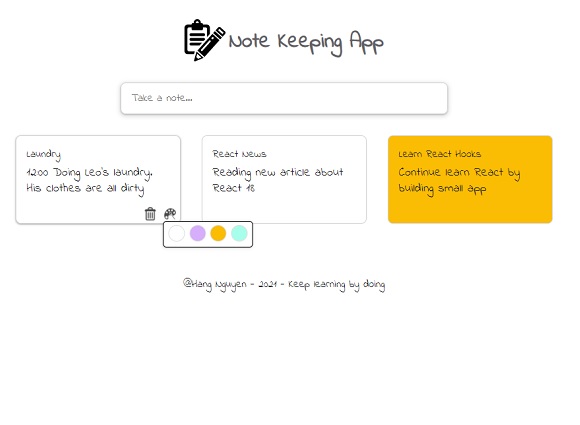 Note Keeping App
Take a note...
Laundry
1200 Doing Leo's laundry.
His clothes are all dirty
React News
Reading new article about
React 18
Learn React Hooks
Continue learn React by
building small app
@Hang Nguyen - 2021 - Keep learning by doing